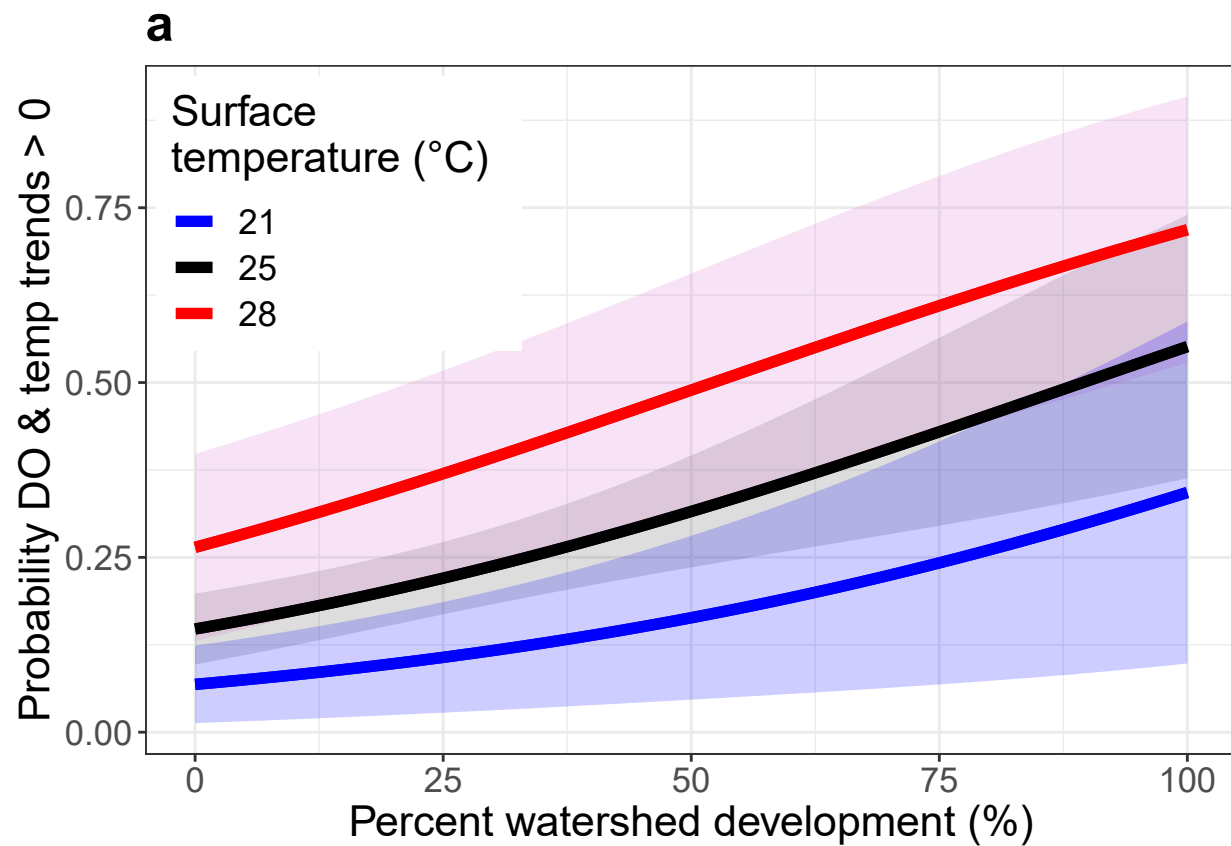 a
Surface
temperature (°C)
21
25
28
Probability DO & temp trends > 0
0.75
0.50
0.25
0.00
0 25 50 75 100
Percent watershed development (%)